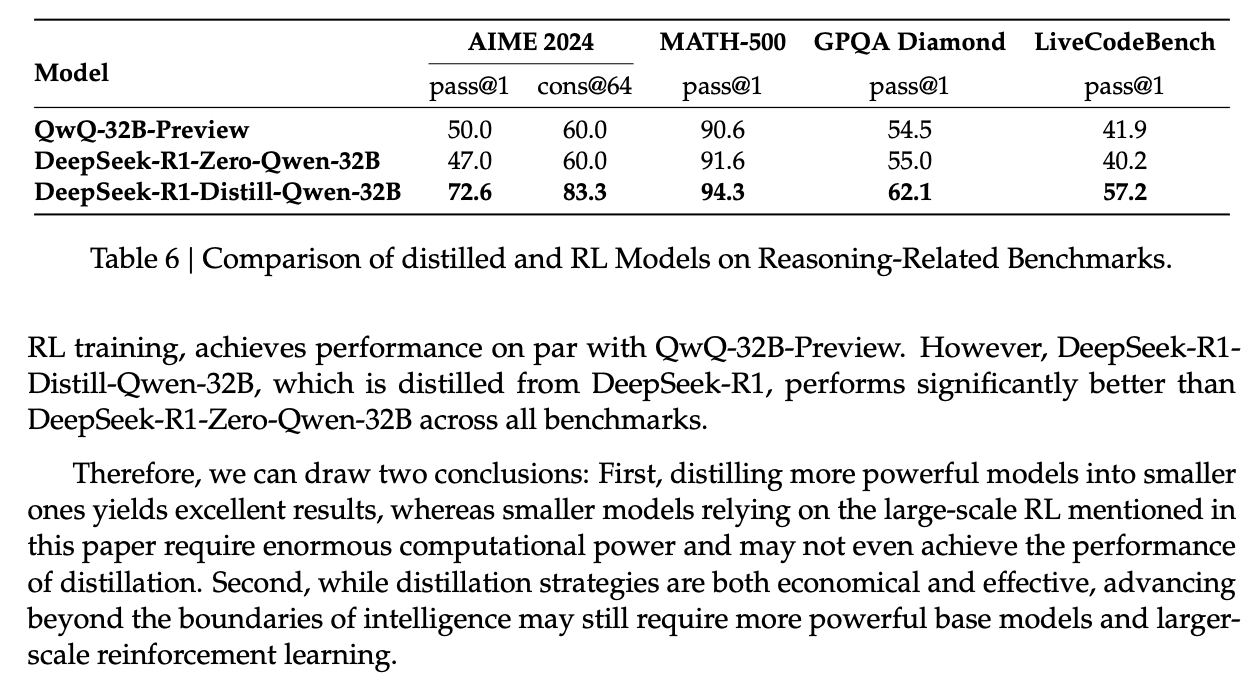 AIME 2024 MATH-500 GPQA Diamond LiveCodeBench
Model
pass@1 cons@64 pass@1 pass@1 pass@1
QwQ-32B-Preview 50.0 60.0 90.6 54.5 41.9
DeepSeek-R1-Zero-Qwen-32B 47.0 60.0 91.6 55.0 40.2
DeepSeek-R1-Distill-Qwen-32B 72.6 83.3 94.3 62.1 57.2
Table 6 | Comparison of distilled and RL Models on Reasoning-Related Benchmarks.
RL training, achieves performance on par with QwQ-32B-Preview. However, DeepSeek-R1-
Distill-Qwen-32B, which is distilled from DeepSeek-R1, performs significantly better than
DeepSeek-R1-Zero-Qwen-32B across all benchmarks.
Therefore, we can draw two conclusions: First, distilling more powerful models into smaller
ones yields excellent results, whereas smaller models relying on the large-scale RL mentioned in
this paper require enormous computational power and may not even achieve the performance
of distillation. Second, while distillation strategies are both economical and effective, advancing
beyond the boundaries of intelligence may still require more powerful base models and larger-
scale reinforcement learning.